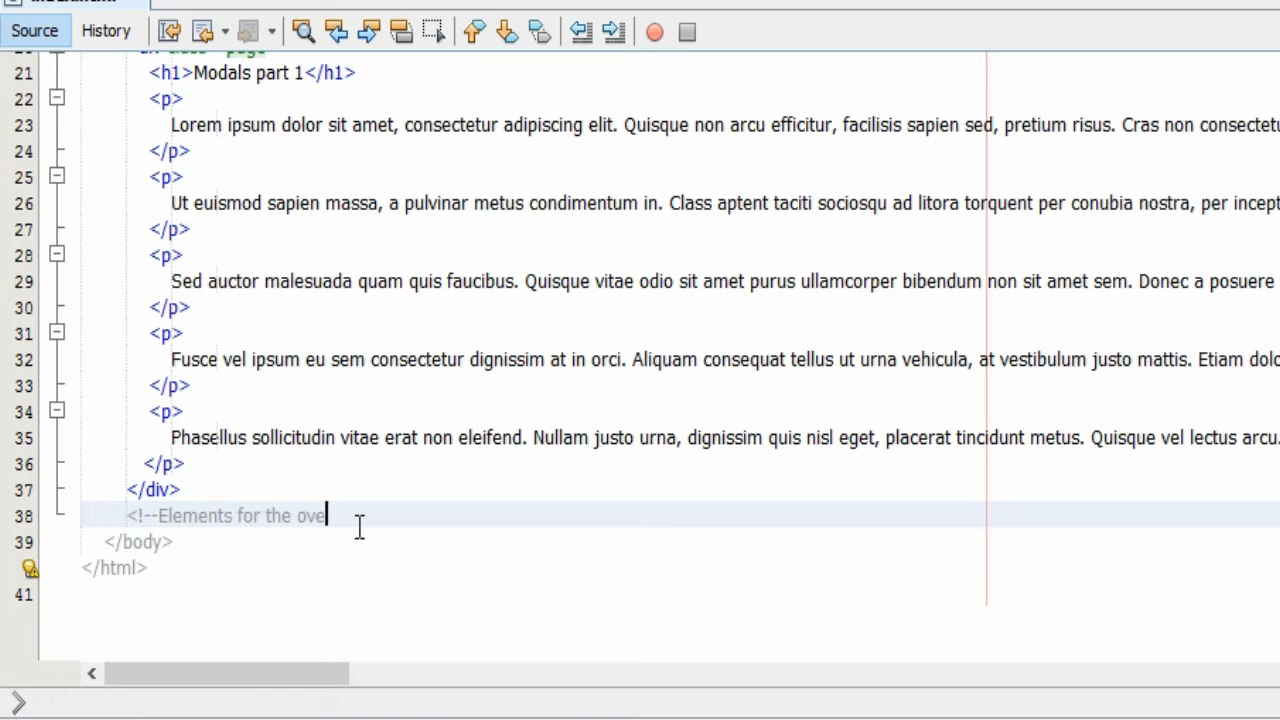 Source History
21 <h1>Modals part 1</h1>
22 <p>
23 Lorem ipsum dolor sit amet, consectetur adipiscing elit. Quisque non arcu efficitur, facilisis sapien sed, pretium risus. Cras non consectetu
24 </p>
25 <p>
26 Ut euismod sapien massa, a pulvinar metus condimentum in. Class aptent taciti sociosqu ad litora torquent per conubia nostra, per incept
27 </p>
28 <p>
29 Sed auctor malesuada quam quis faucibus. Quisque vitae odio sit amet purus ullamcorper bibendum non sit amet sem. Donec a posuere
30 </p>
31 <p>
32 Fusce vel ipsum eu sem consectetur dignissim at in orci. Aliquam consequat tellus ut urna vehicula, at vestibulum justo mattis. Etiam dolo
33 </p>
34 <p>
35 Phasellus sollicitudin vitae erat non eleifend. Nullam justo urna, dignissim quis nisl eget, placerat tincidunt metus. Quisque vel lectus arcu.
36 </p>
37 </div>
38 <!--Elements for the ove
39 </body>
</html>
41